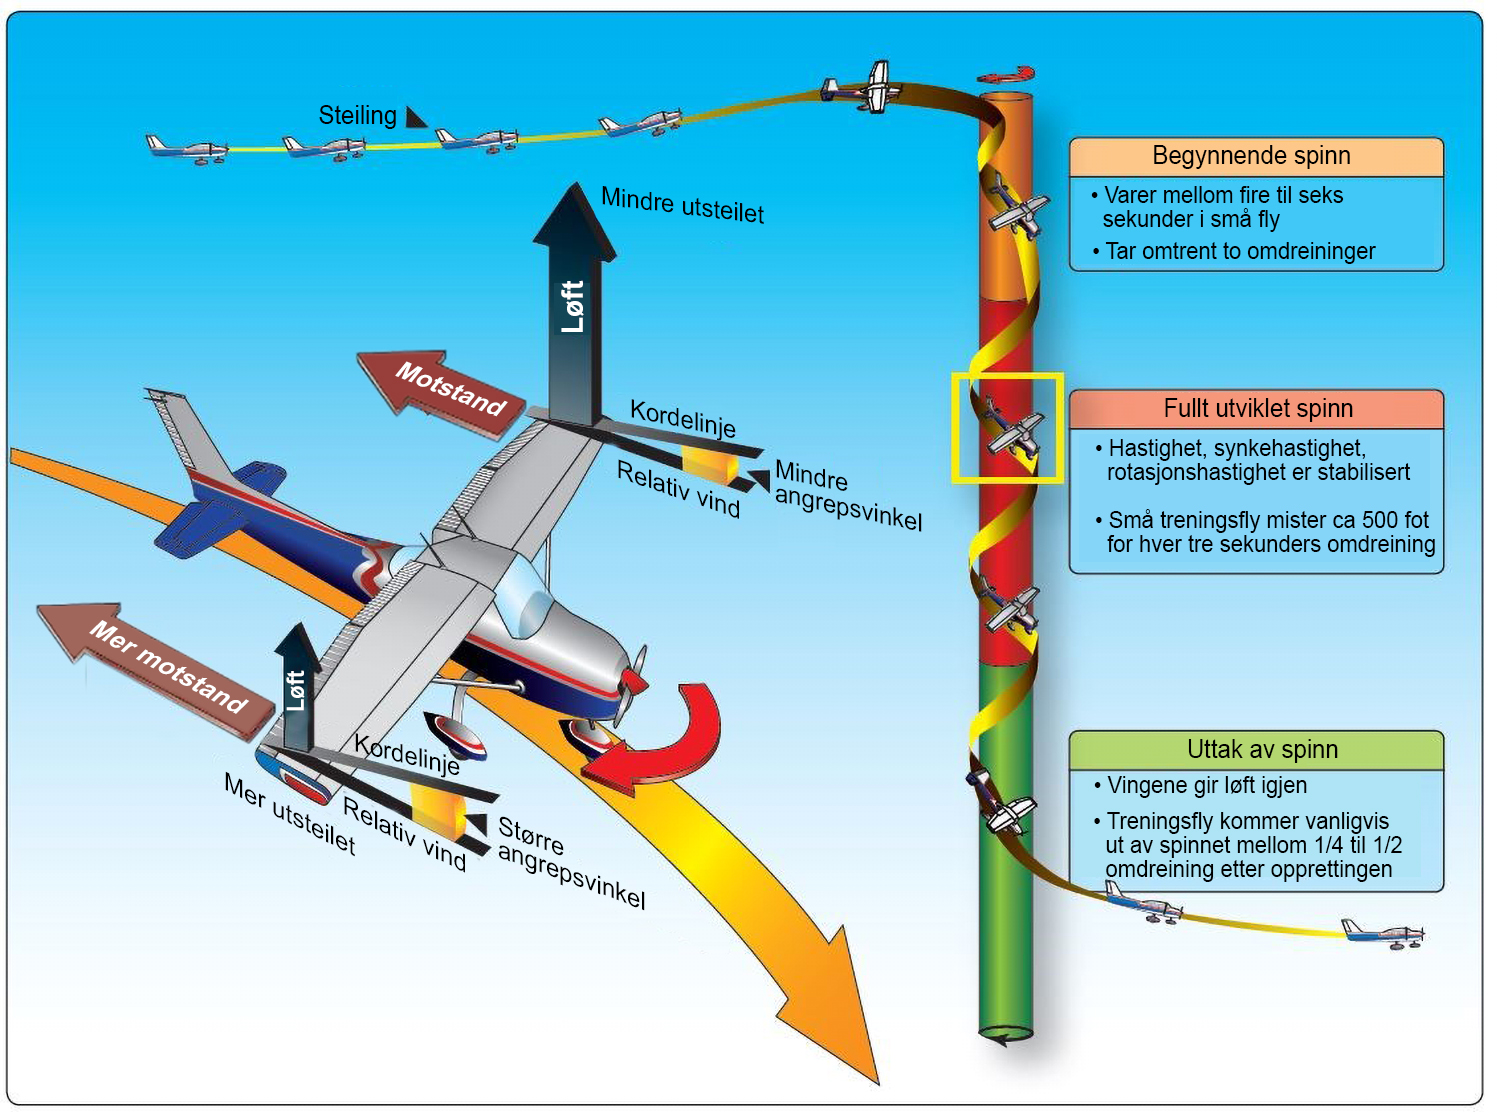 Steiling
Mindre utsteilet
Løft
Motstand
Kordelinje
Relativ vind
Mindre
angrepsvinkel
Mer motstand
Løft
Kordelinje
Mer utsteilet
Relativ vind
Større
angrepsvinkel
Begynnende spinn
• Varer mellom fire til seks
sekunder i små fly
• Tar omtrent to omdreininger
Fullt utviklet spinn
• Hastighet, synkehastighet,
rotasjonshastighet er stabilisert
• Små treningsfly mister ca 500 fot
for hver tre sekunders omdreining
Uttak av spinn
• Vingene gir løft igjen
• Treningsfly kommer vanligvis
ut av spinnet mellom 1/4 til 1/2
omdreining etter opprettingen